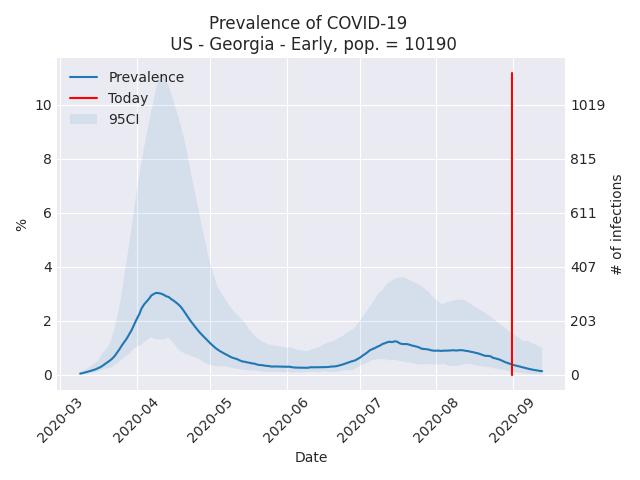 Prevalence of COVID-19
US - Georgia - Early, pop. = 10190
Prevalence
Today
95CI
10
8
6
4
2
0
%
1019
815
611
407
203
0
# of infections
2020-03
2020-04
2020-05
2020-06
2020-07
2020-08
2020-09
Date